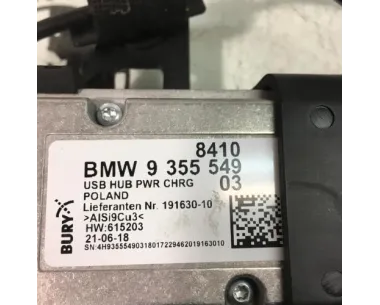 8410
BMW 9 355 549
USB HUB PWR CHRG 03
POLAND
Lieferanten Nr. 191630-10
>AlSi9Cu3<
HW:615203
21-06-18
SN:4H93555490318017229462019163010
BURY